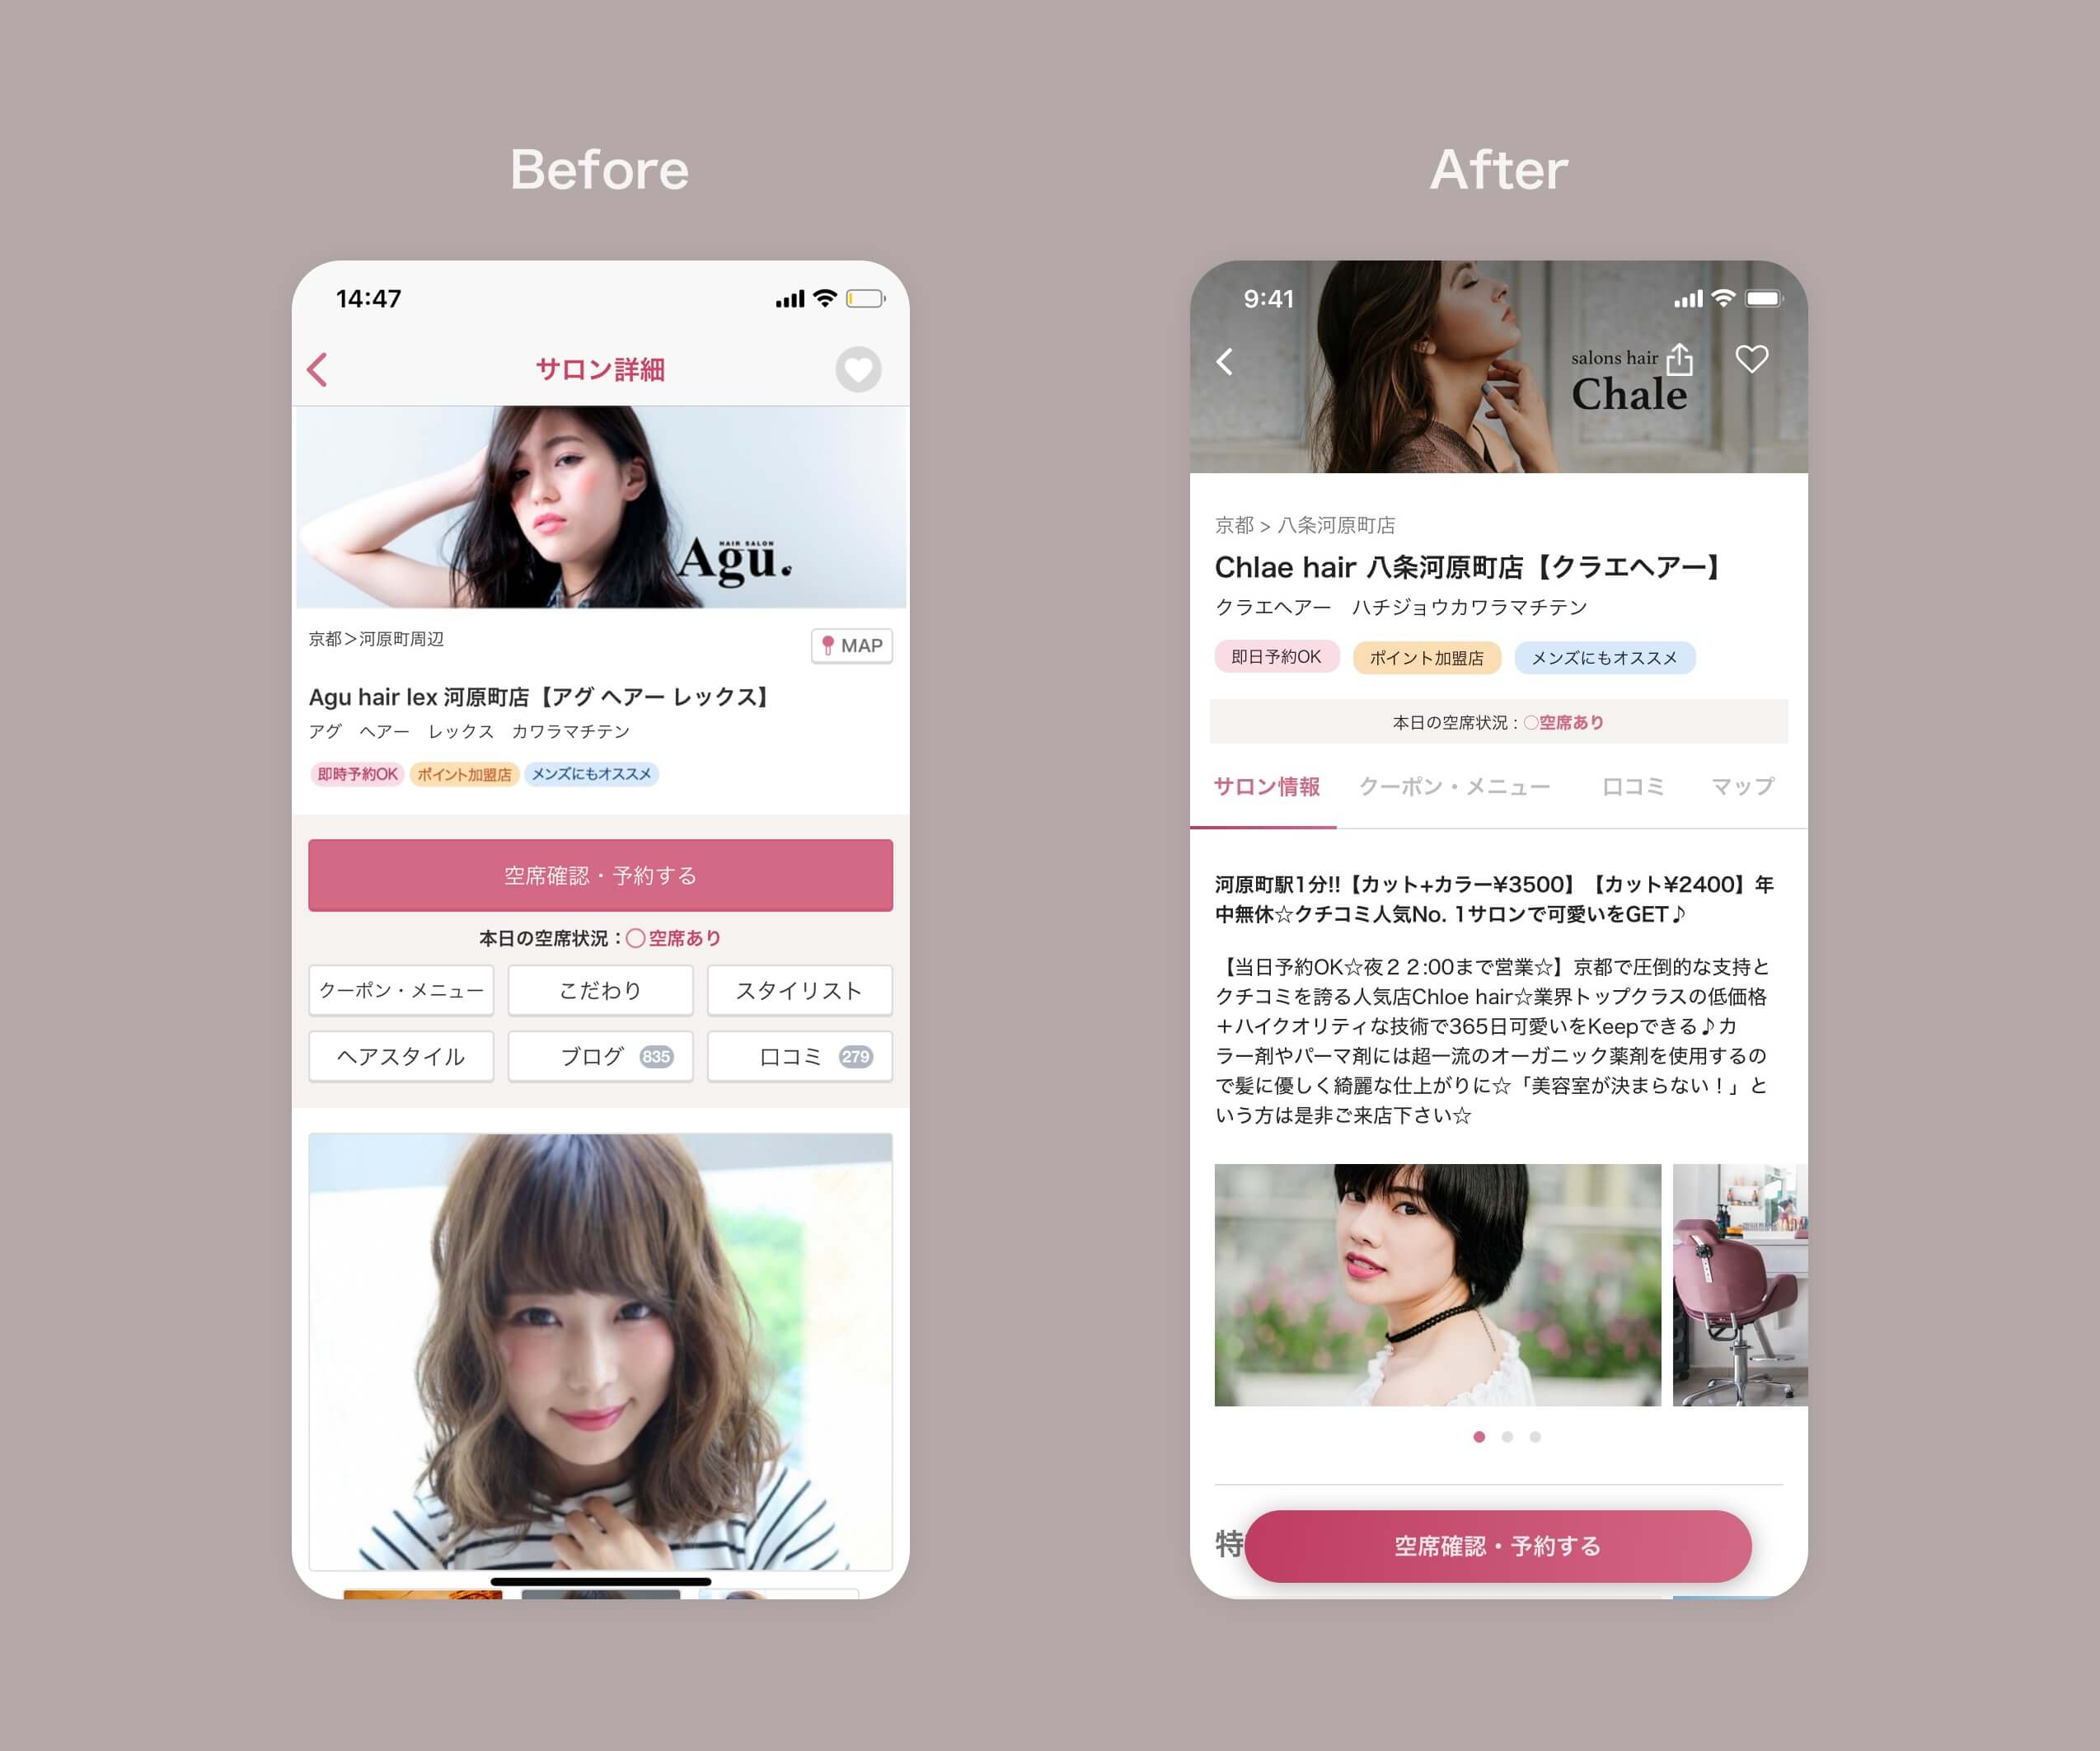 Before
14:47
サロン詳細
HAIR SALON
Agu.
京都＞河原町周辺
MAP
Agu hair lex 河原町店【アグ ヘアー レックス】
アグ　ヘアー　レックス　カワラマチテン
即時予約OK ポイント加盟店 メンズにもオススメ
空席確認・予約する
本日の空席状況：◯空席あり
クーポン・メニュー こだわり スタイリスト
ヘアスタイル ブログ 835 口コミ 279
After
9:41
salons hair
Chale
京都 > 八条河原町店
Chlae hair 八条河原町店【クラエヘアー】
クラエヘアー　ハチジョウカワラマチテン
即日予約OK ポイント加盟店 メンズにもオススメ
本日の空席状況：〇空席あり
サロン情報 クーポン・メニュー 口コミ マップ
河原町駅1分!!【カット+カラー¥3500】【カット¥2400】年
中無休☆クチコミ人気No. 1サロンで可愛いをGET♪
【当日予約OK☆夜２２:00まで営業☆】京都で圧倒的な支持と
クチコミを誇る人気店Chloe hair☆業界トップクラスの低価格
＋ハイクオリティな技術で365日可愛いをKeepできる♪カ
ラー剤やパーマ剤には超一流のオーガニック薬剤を使用するの
で髪に優しく綺麗な仕上がりに☆「美容室が決まらない！」と
いう方は是非ご来店下さい☆
特
空席確認・予約する